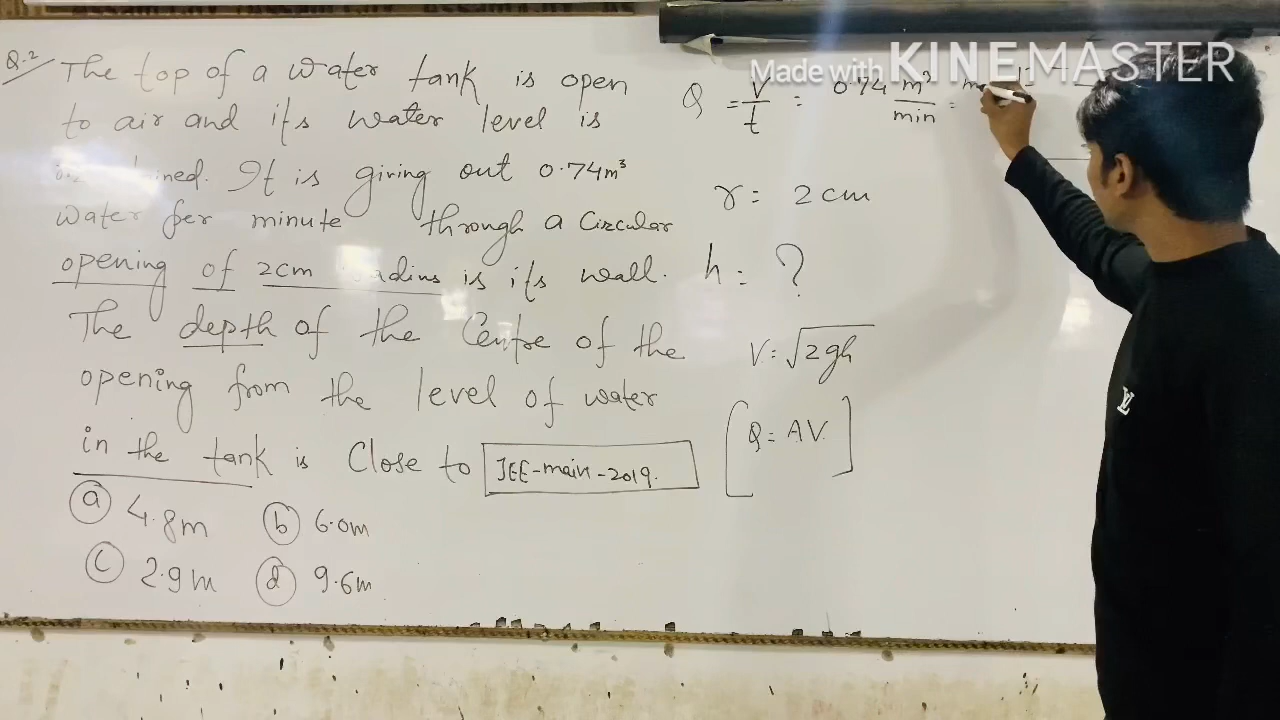 Made with KINEMASTER
Q.2 The top of a water tank is open
to air and its water level is
It is giving out 0.74m³
water per minute through a Circular
opening of 2cm is its wall.
The depth of the Centre of the
opening from the level of water
in the tank is Close to JEE-main-2019.
(a) 4.8m (b) 6.0m
(c) 2.9m (d) 9.6m
Q = V/t = 0.74 m³/min =
r = 2cm
h = ?
V = √2gh
[Q = AV]